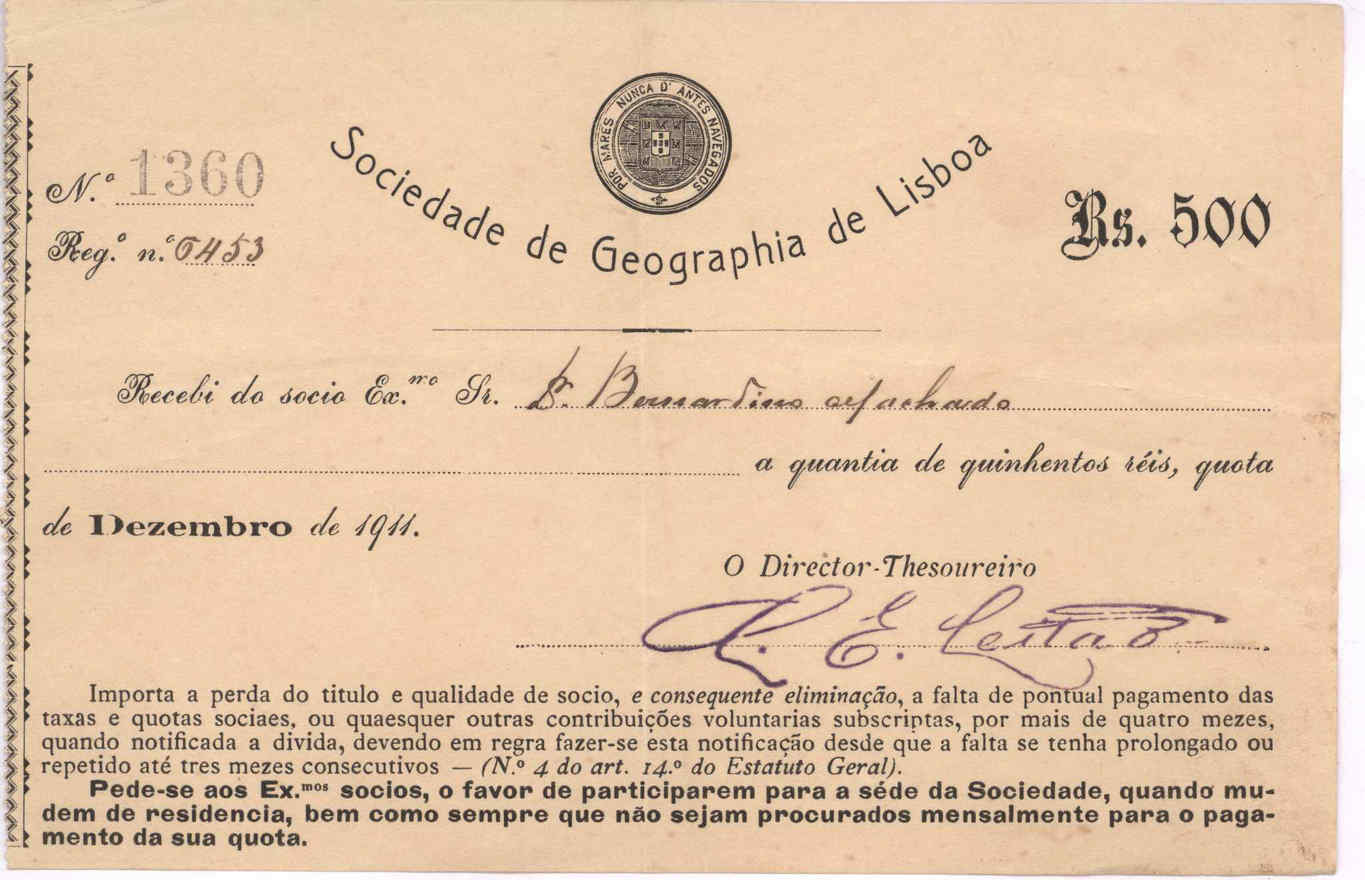 POR MARES NUNCA D'ANTES NAVEGADOS
Sociedade de Geographia de Lisboa
N.º 1360
Reg.º n.º 6453
Rs. 500
Recebi do socio Ex.mo Sr. Dr. Bernardino Machado
a quantia de quinhentos réis, quota
de Dezembro de 1911.
O Director-Thesoureiro
E. Leitão
Importa a perda do titulo e qualidade de socio, e consequente eliminação, a falta de pontual pagamento das
taxas e quotas sociaes, ou quaesquer outras contribuições voluntarias subscriptas, por mais de quatro mezes,
quando notificada a divida, devendo em regra fazer-se esta notificação desde que a falta se tenha prolongado ou
repetido até tres mezes consecutivos — (N.º 4 do art. 14.º do Estatuto Geral).
Pede-se aos Ex.mos socios, o favor de participarem para a séde da Sociedade, quando mu-
dem de residencia, bem como sempre que não sejam procurados mensalmente para o paga-
mento da sua quota.